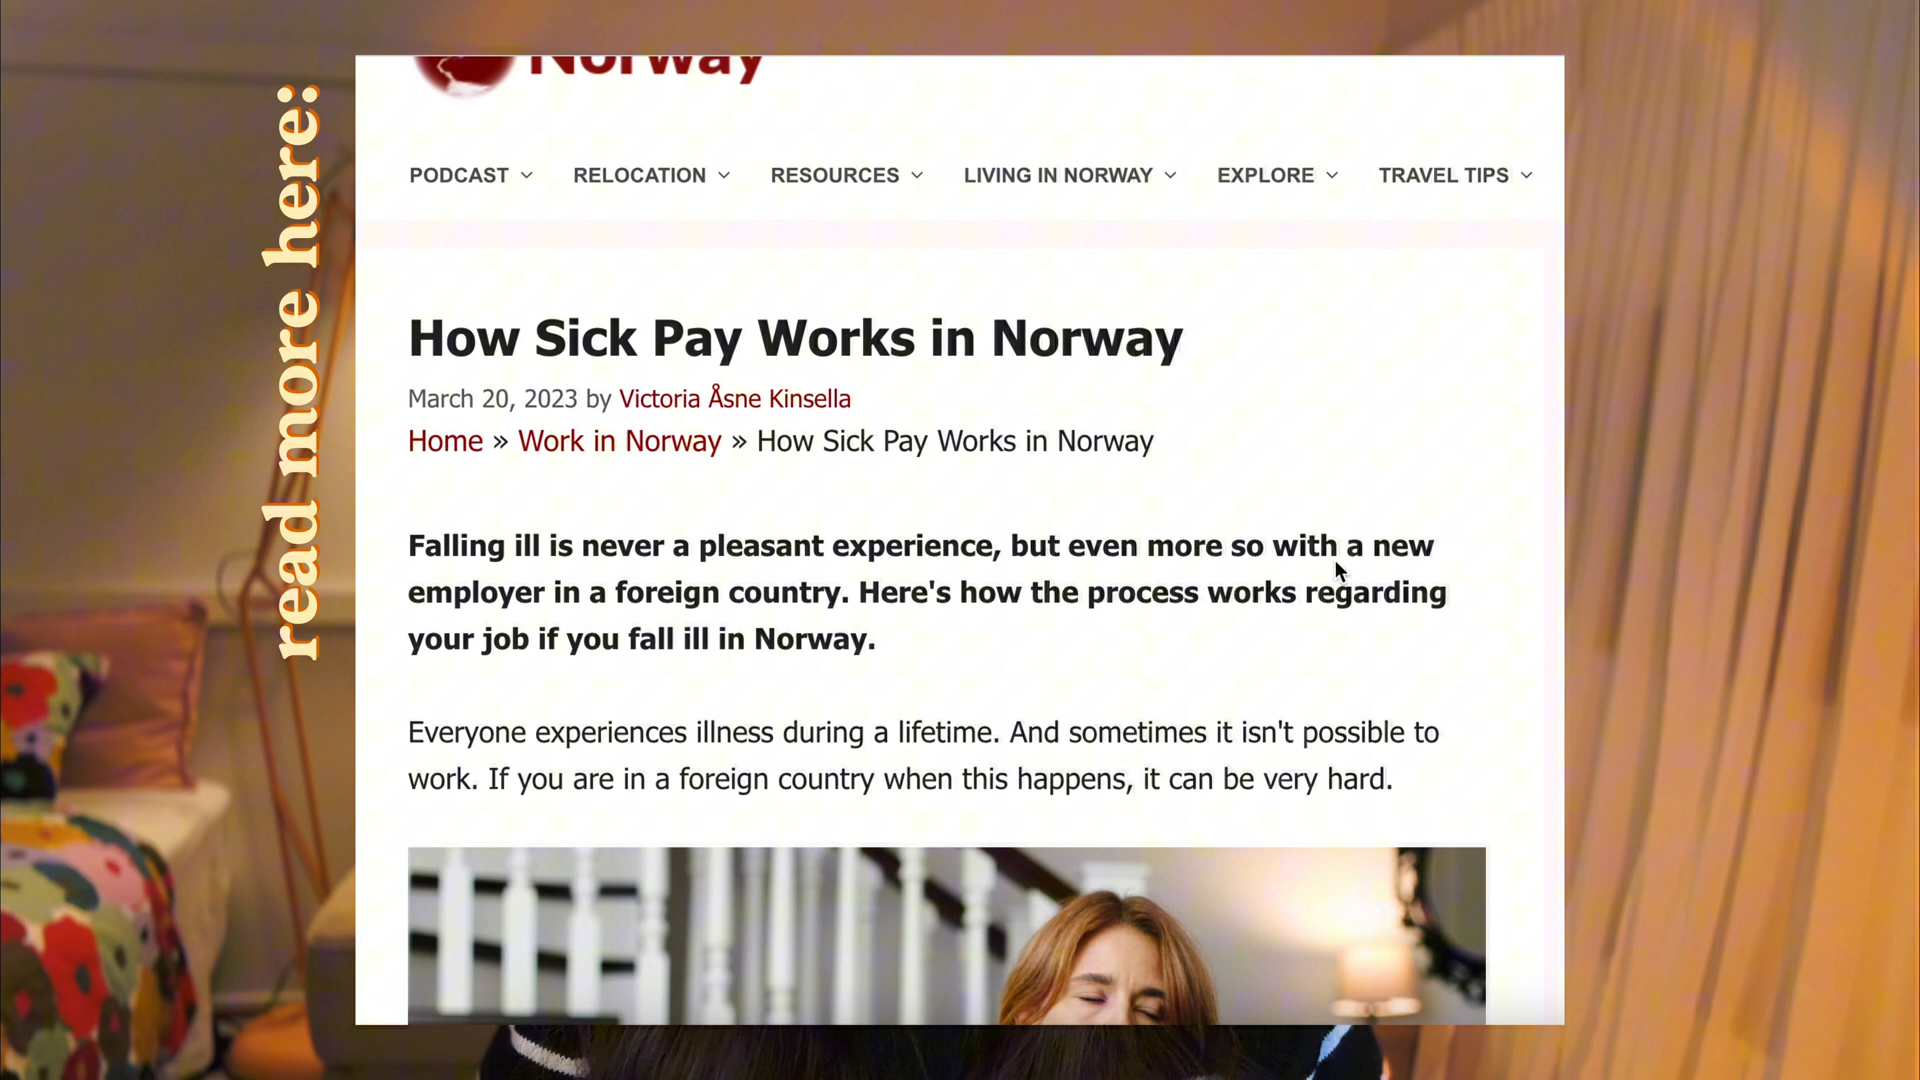 read more here:
Norway
PODCAST
RELOCATION
RESOURCES
LIVING IN NORWAY
EXPLORE
TRAVEL TIPS
How Sick Pay Works in Norway
March 20, 2023 by Victoria Åsne Kinsella
Home » Work in Norway » How Sick Pay Works in Norway
Falling ill is never a pleasant experience, but even more so with a new
employer in a foreign country. Here's how the process works regarding
your job if you fall ill in Norway.
Everyone experiences illness during a lifetime. And sometimes it isn't possible to
work. If you are in a foreign country when this happens, it can be very hard.